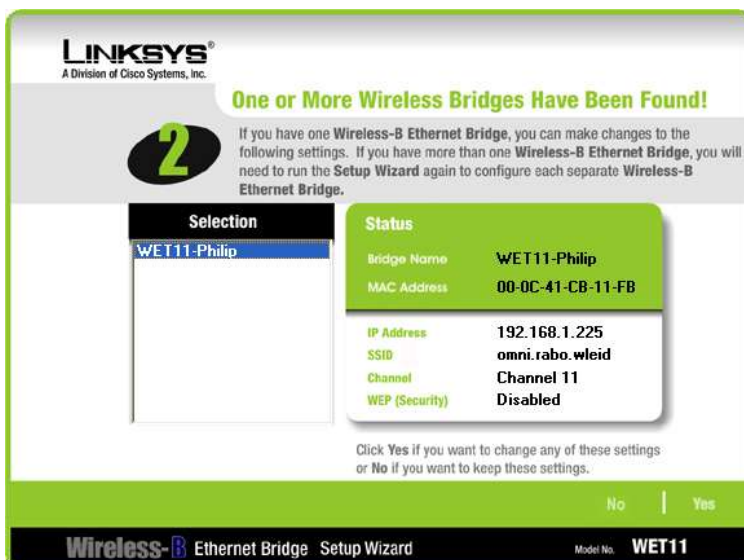 LINKSYS®
A Division of Cisco Systems, Inc.
One or More Wireless Bridges Have Been Found!
2
If you have one Wireless-B Ethernet Bridge, you can make changes to the
following settings. If you have more than one Wireless-B Ethernet Bridge, you will
need to run the Setup Wizard again to configure each separate Wireless-B
Ethernet Bridge.
Selection
WET11-Philip
Status
Bridge Name WET11-Philip
MAC Address 00-0C-41-CB-11-FB
IP Address 192.168.1.225
SSID omni.rabo.wleid
Channel Channel 11
WEP (Security) Disabled
Click Yes if you want to change any of these settings
or No if you want to keep these settings.
No | Yes
Wireless-B Ethernet Bridge Setup Wizard Model No. WET11